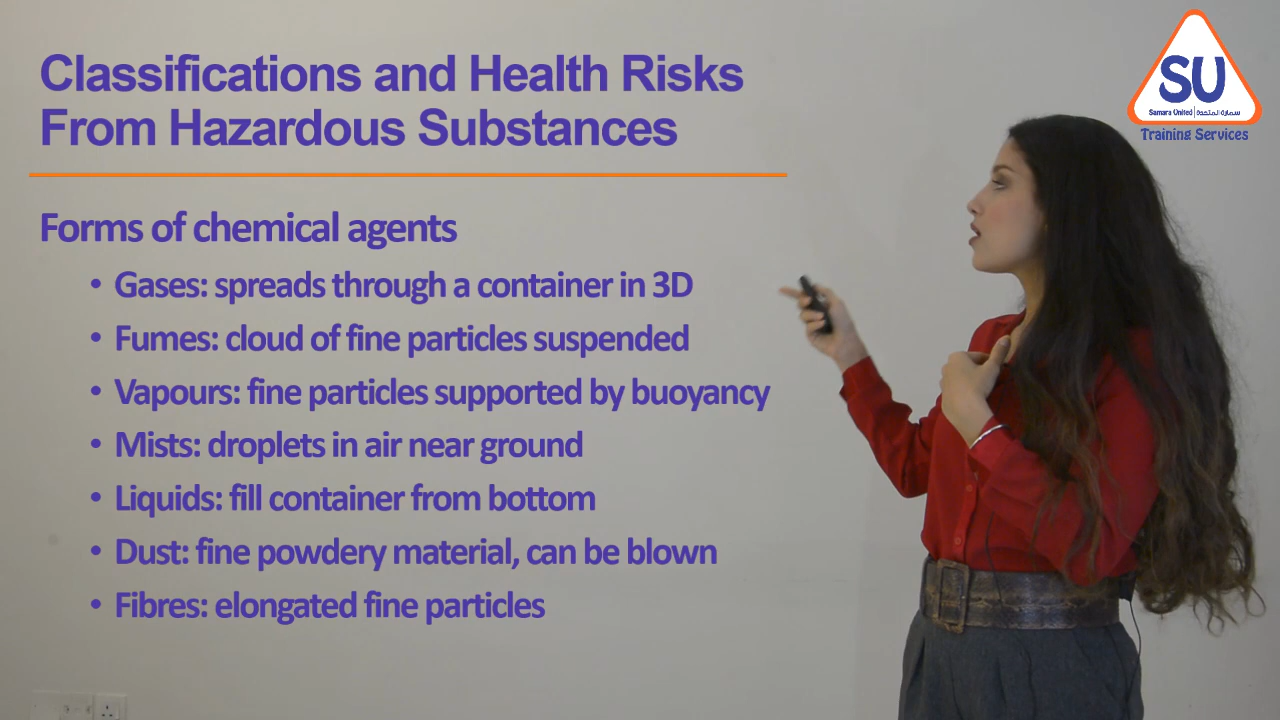 Classifications and Health Risks
From Hazardous Substances
SU
Samara United | سمارة المتحدة
Training Services
Forms of chemical agents
• Gases: spreads through a container in 3D
• Fumes: cloud of fine particles suspended
• Vapours: fine particles supported by buoyancy
• Mists: droplets in air near ground
• Liquids: fill container from bottom
• Dust: fine powdery material, can be blown
• Fibres: elongated fine particles